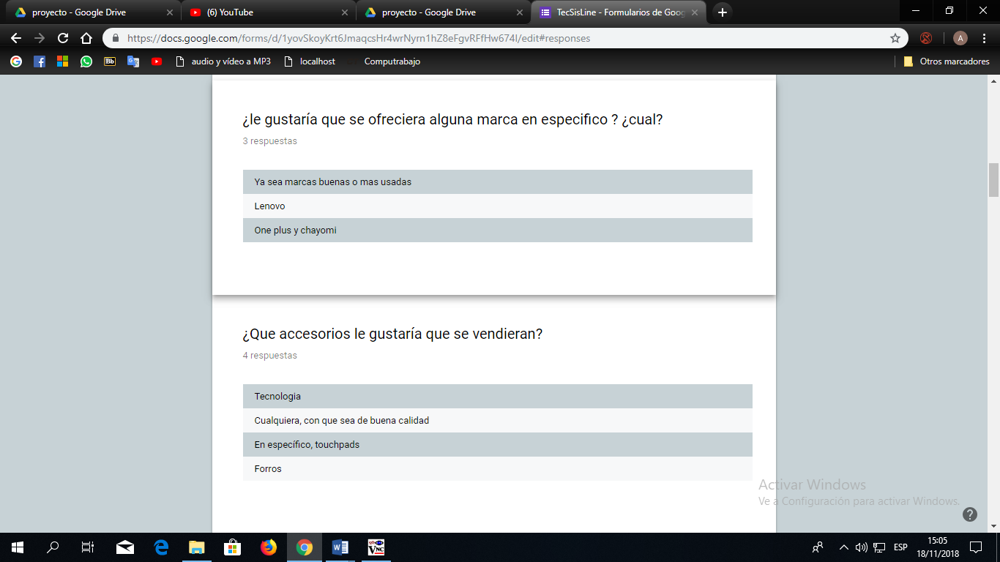 proyecto - Google Drive
(6) YouTube
proyecto - Google Drive
TecSisLine - Formularios de Goog
https://docs.google.com/forms/d/1yovSkoyKrt6JmaqcsHr4wrNyrn1hZ8eFgvRFfHw674I/edit#responses
A
Bb
audio y vídeo a MP3
localhost
Computrabajo
Otros marcadores
¿le gustaría que se ofreciera alguna marca en especifico ? ¿cual?
3 respuestas
Ya sea marcas buenas o mas usadas
Lenovo
One plus y chayomi
¿Que accesorios le gustaría que se vendieran?
4 respuestas
Tecnologia
Cualquiera, con que sea de buena calidad
En específico, touchpads
Forros
Activar Windows
Ve a Configuración para activar Windows.
ESP
15:05
18/11/2018